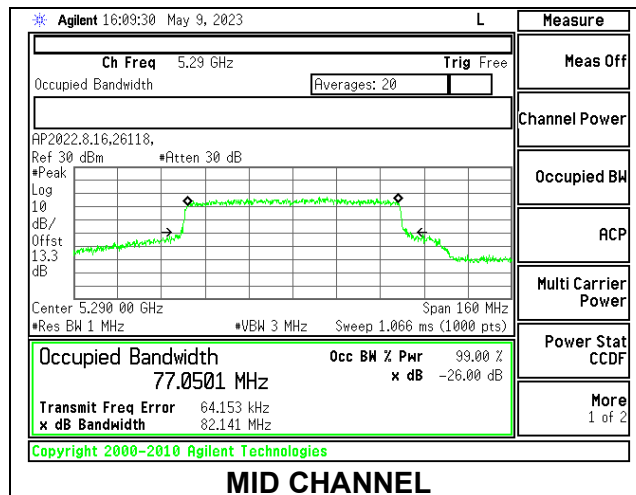 Agilent 16:09:30 May 9, 2023 L
Measure
Ch Freq 5.29 GHz Trig Free
Occupied Bandwidth Averages: 20
AP2022.8.16,26118,
Ref 30 dBm #Atten 30 dB
#Peak
Log
10
dB/
Offst
13.3
dB
Center 5.290 00 GHz Span 160 MHz
#Res BW 1 MHz #VBW 3 MHz Sweep 1.066 ms (1000 pts)
Occupied Bandwidth Occ BW % Pwr 99.00 %
77.0501 MHz x dB -26.00 dB
Transmit Freq Error 64.153 kHz
x dB Bandwidth 82.141 MHz
Meas Off
Channel Power
Occupied BW
ACP
Multi Carrier
Power
Power Stat
CCDF
More
1 of 2
Copyright 2000-2010 Agilent Technologies
MID CHANNEL